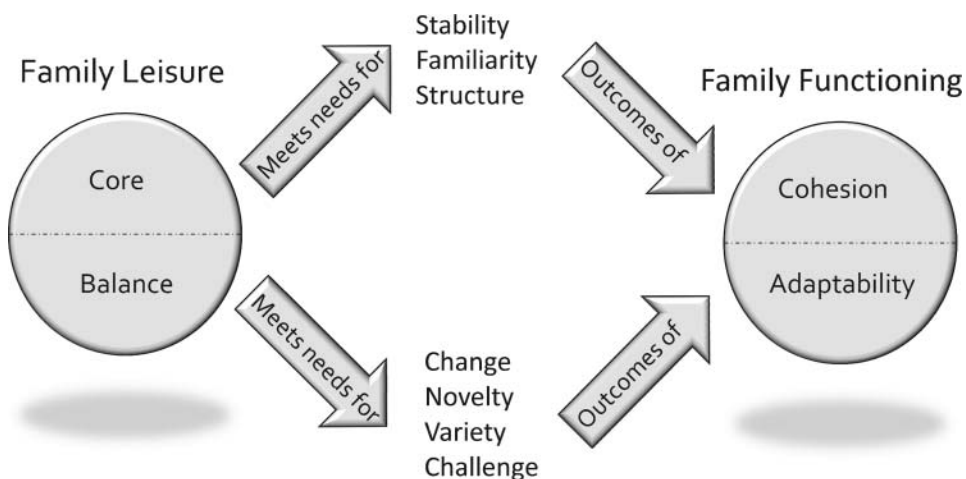 Family Leisure
Core
Balance
Meets needs for
Stability
Familiarity
Structure
Outcomes of
Meets needs for
Change
Novelty
Variety
Challenge
Outcomes of
Family Functioning
Cohesion
Adaptability